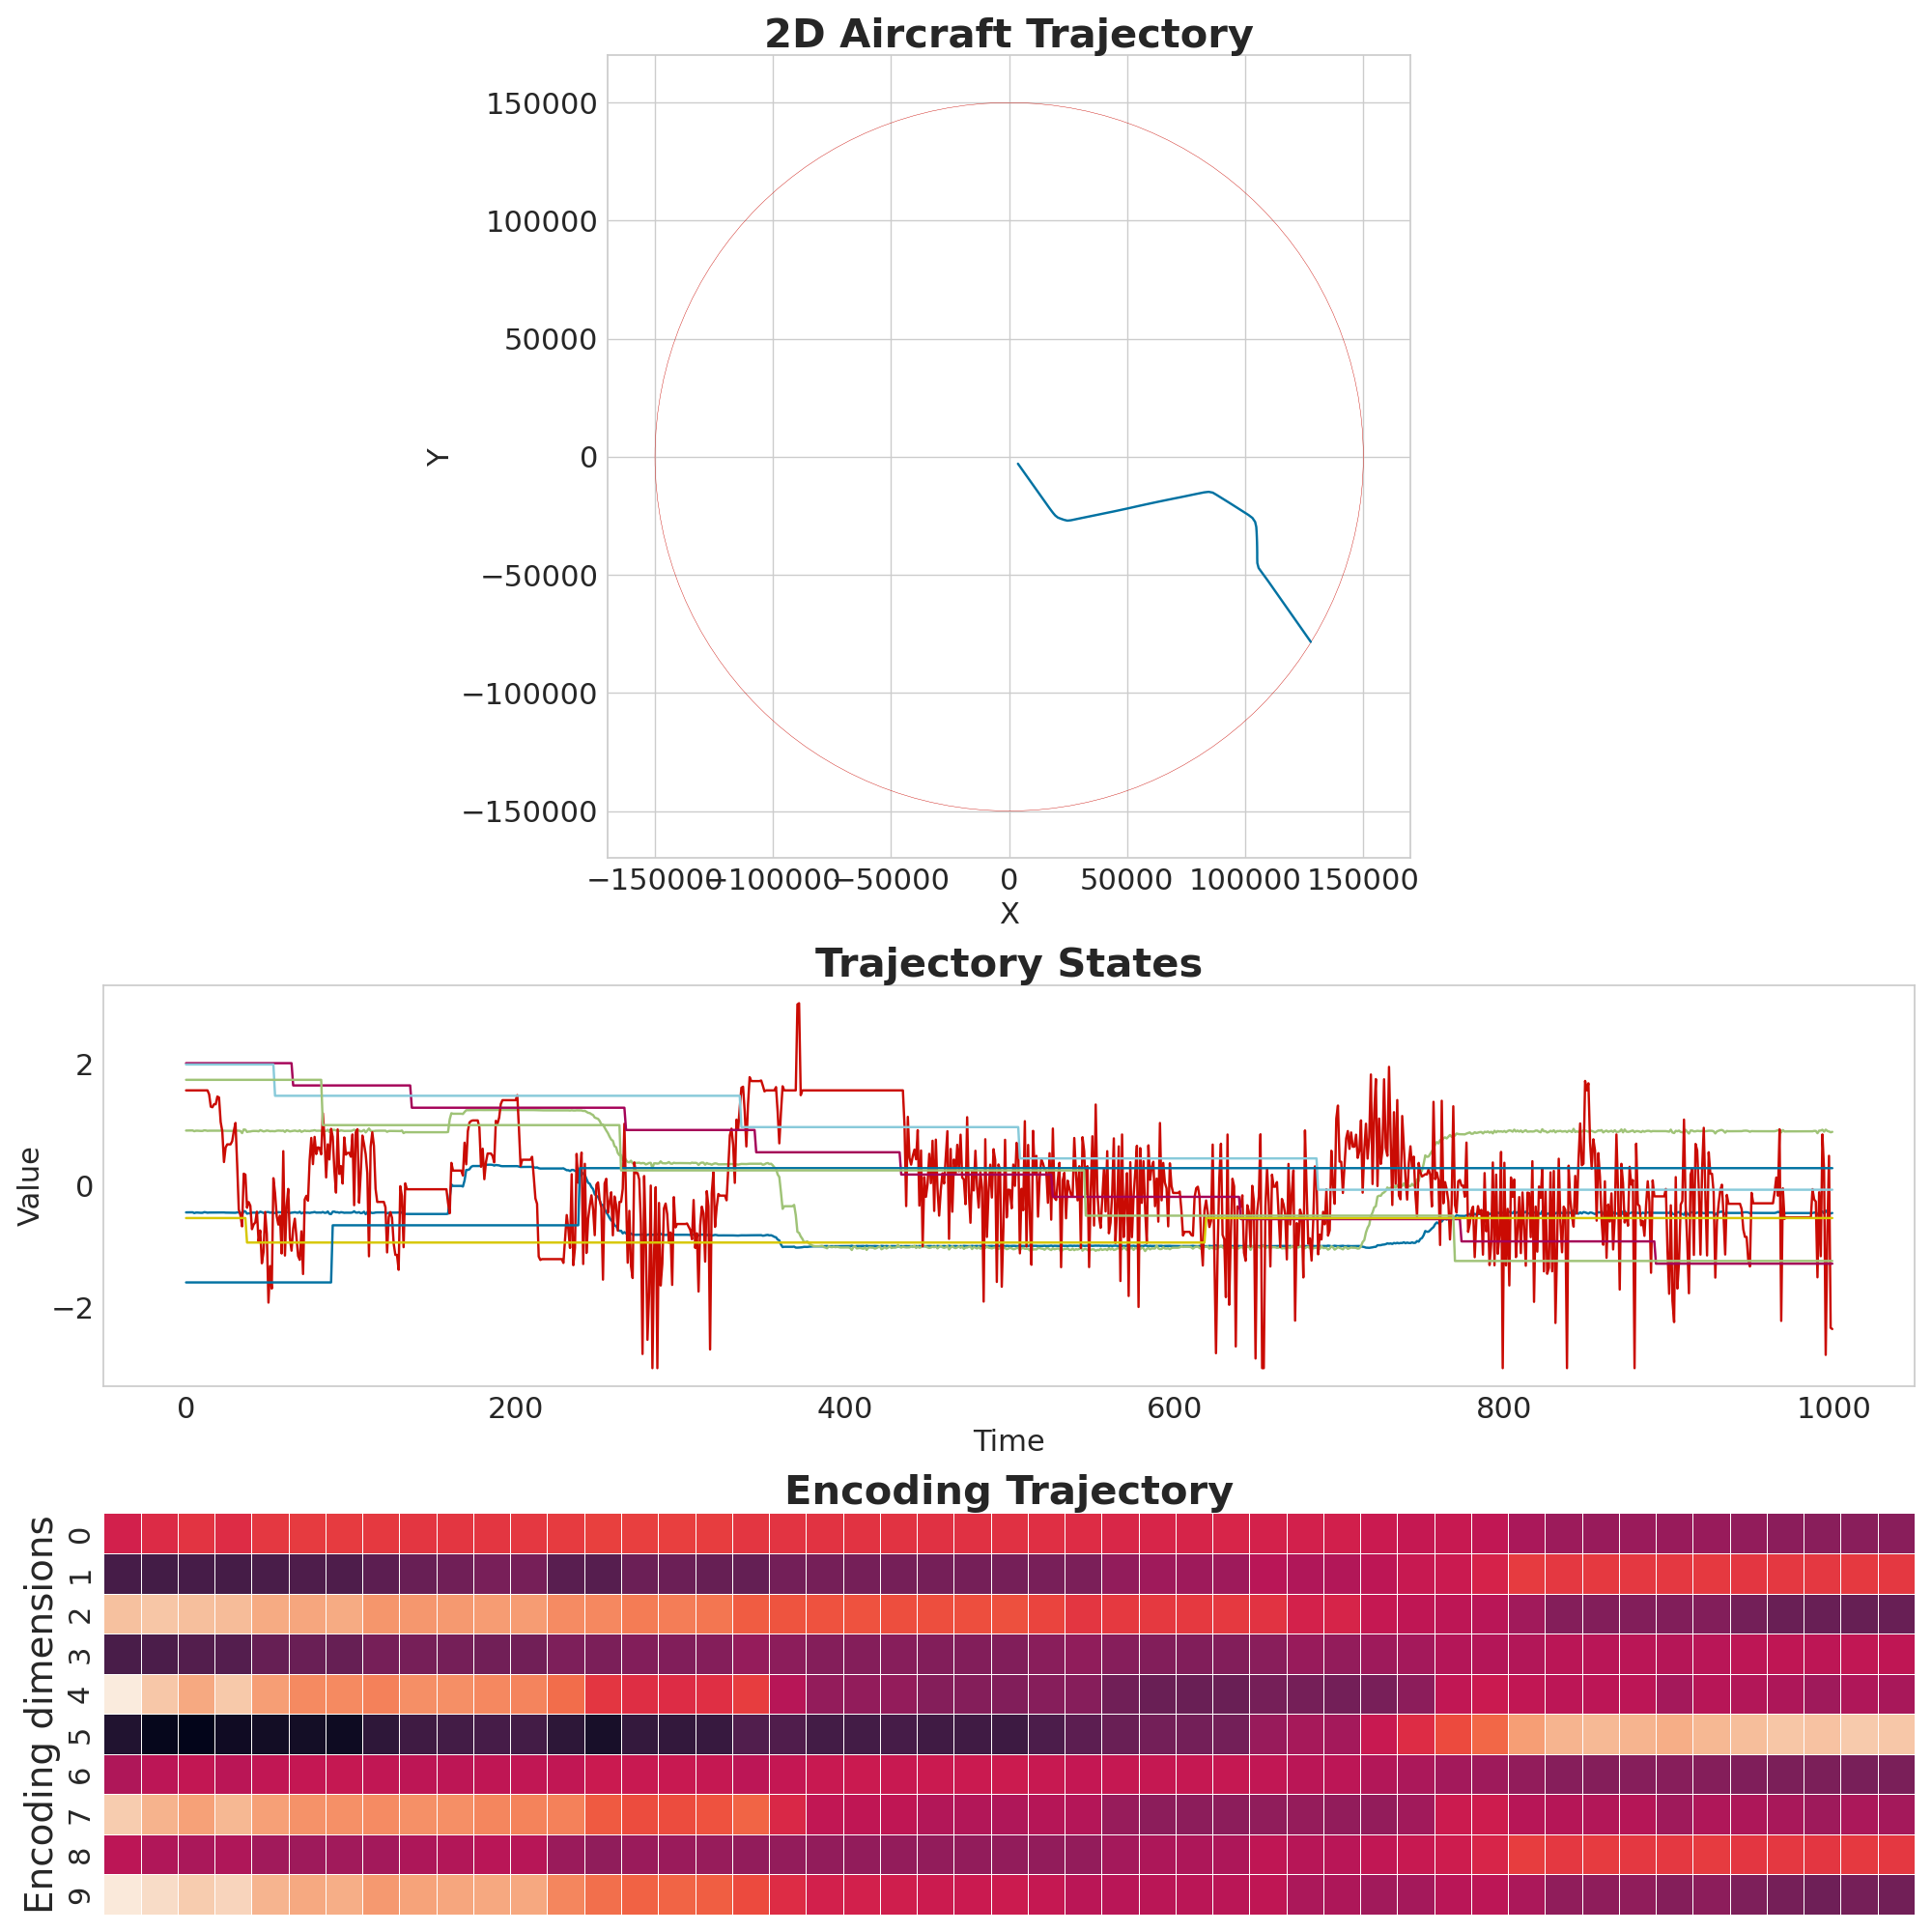 2D Aircraft Trajectory
150000
100000
50000
0
−50000
−100000
−150000
Y
−150000 −100000 −50000 0 50000 100000 150000
X
Trajectory States
2
0
−2
Value
0 200 400 600 800 1000
Time
Encoding Trajectory
Encoding dimensions
0
1
2
3
4
5
6
7
8
9